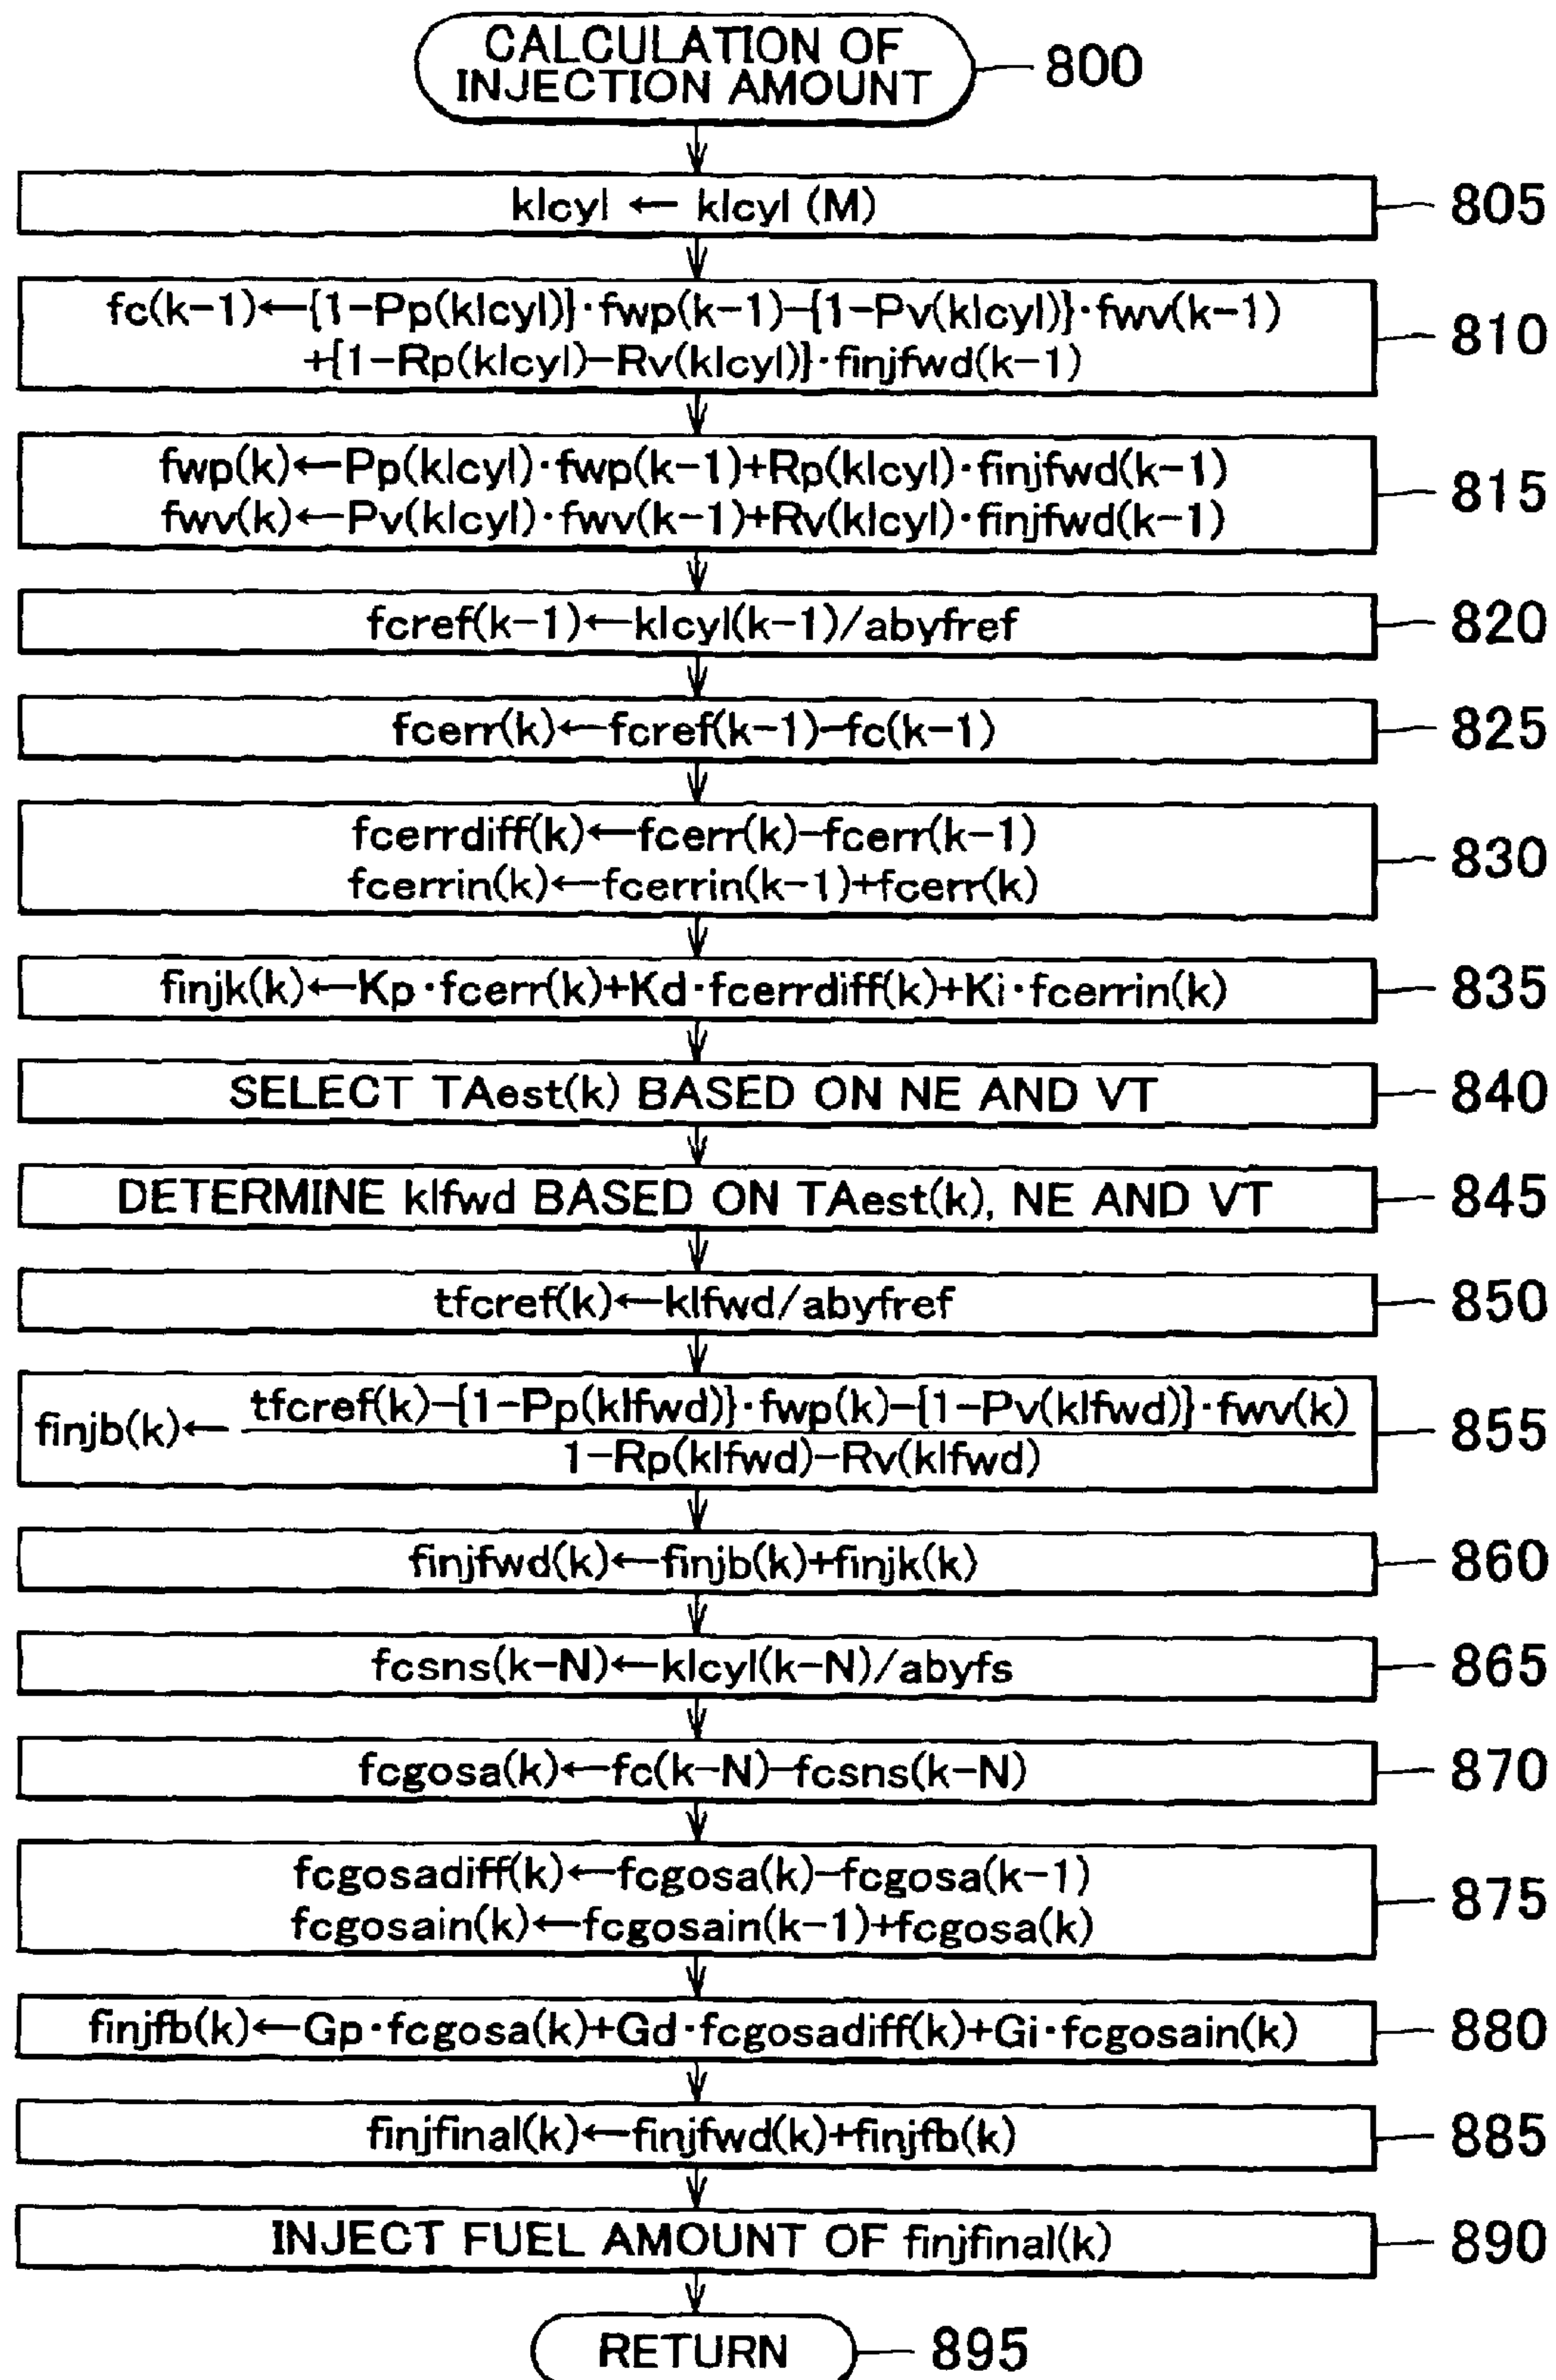 CALCULATION OF
INJECTION AMOUNT
800
klcyl ← klcyl (M)
805
fc(k-1)←{1-Pp(klcyl)}·fwp(k-1)-{1-Pv(klcyl)}·fwv(k-1)
+{1-Rp(klcyl)-Rv(klcyl)}·finjfwd(k-1)
810
fwp(k)←Pp(klcyl)·fwp(k-1)+Rp(klcyl)·finjfwd(k-1)
fwv(k)←Pv(klcyl)·fwv(k-1)+Rv(klcyl)·finjfwd(k-1)
815
fcref(k-1)←klcyl(k-1)/abyfref
820
fcerr(k)←fcref(k-1)-fc(k-1)
825
fcerrdiff(k)←fcerr(k)-fcerr(k-1)
fcerrin(k)←fcerrin(k-1)+fcerr(k)
830
finjk(k)←Kp·fcerr(k)+Kd·fcerrdiff(k)+Ki·fcerrin(k)
835
SELECT TAest(k) BASED ON NE AND VT
840
DETERMINE klfwd BASED ON TAest(k), NE AND VT
845
tfcref(k)←klfwd/abyfref
850
finjb(k)← tfcref(k)-{1-Pp(klfwd)}·fwp(k)-{1-Pv(klfwd)}·fwv(k)
1-Rp(klfwd)-Rv(klfwd)
855
finjfwd(k)←finjb(k)+finjk(k)
860
fcsns(k-N)←klcyl(k-N)/abyfs
865
fcgosa(k)←fc(k-N)-fcsns(k-N)
870
fcgosadiff(k)←fcgosa(k)-fcgosa(k-1)
fcgosain(k)←fcgosain(k-1)+fcgosa(k)
875
finjfb(k)←Gp·fcgosa(k)+Gd·fcgosadiff(k)+Gi·fcgosain(k)
880
finjfinal(k)←finjfwd(k)+finjfb(k)
885
INJECT FUEL AMOUNT OF finjfinal(k)
890
RETURN
895